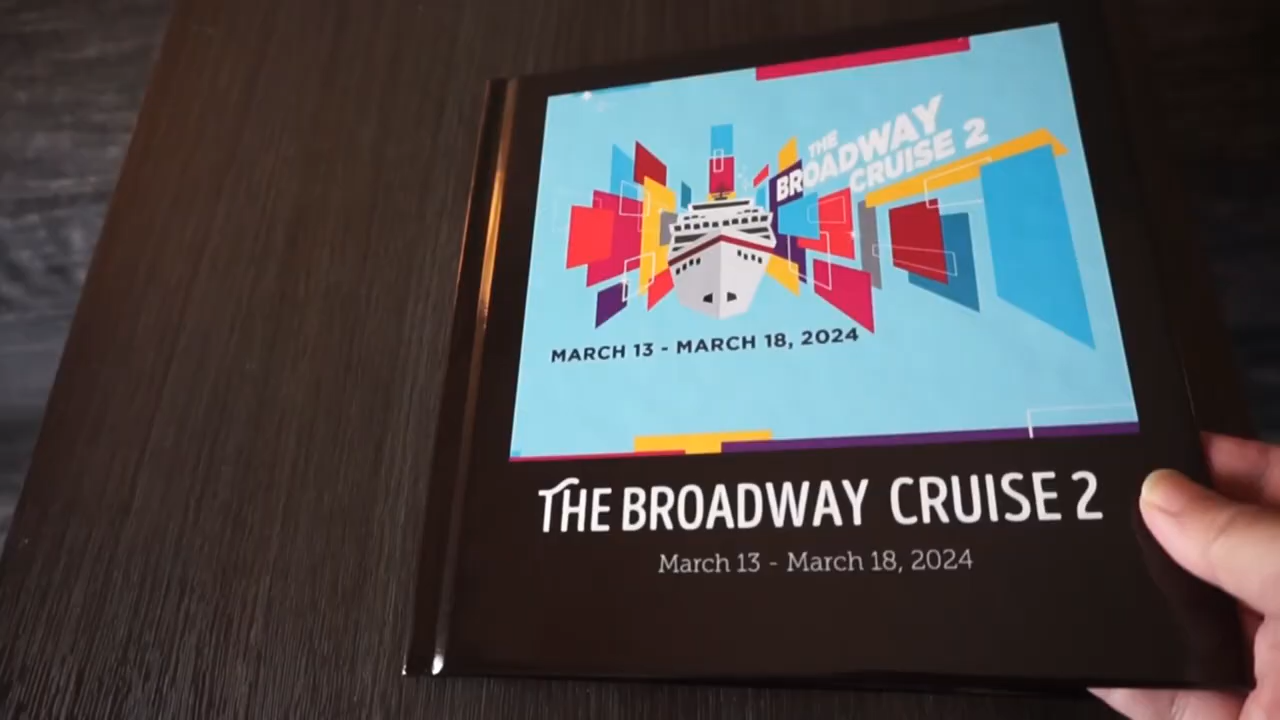 THE
BROADWAY
CRUISE 2
MARCH 13 - MARCH 18, 2024
THE BROADWAY CRUISE 2
March 13 - March 18, 2024